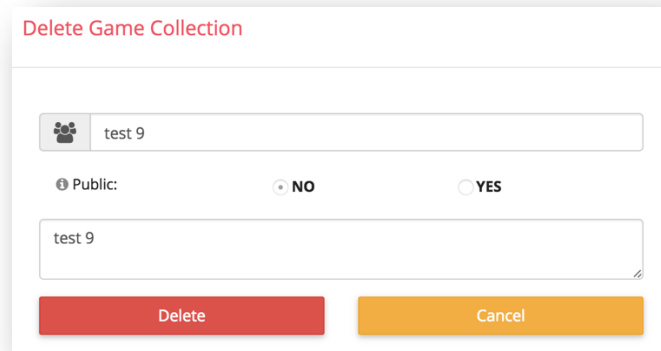 Delete Game Collection
test 9
Public: NO YES
test 9
Delete Cancel